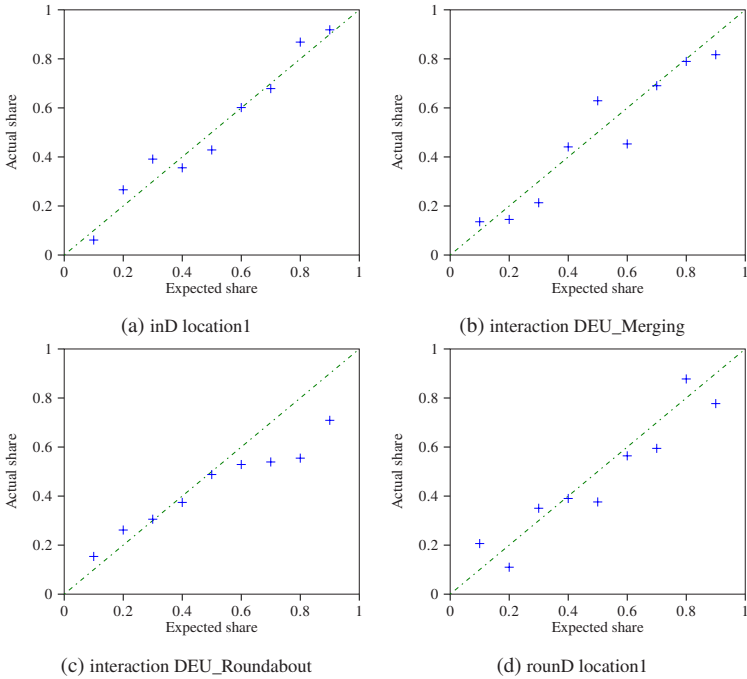 1
0.8
0.6
0.4
0.2
0
Actual share
0 0.2 0.4 0.6 0.8 1
Expected share
(a) inD location1
1
0.8
0.6
0.4
0.2
0
Actual share
0 0.2 0.4 0.6 0.8 1
Expected share
(b) interaction DEU_Merging
1
0.8
0.6
0.4
0.2
0
Actual share
0 0.2 0.4 0.6 0.8 1
Expected share
(c) interaction DEU_Roundabout
1
0.8
0.6
0.4
0.2
0
Actual share
0 0.2 0.4 0.6 0.8 1
Expected share
(d) rounD location1